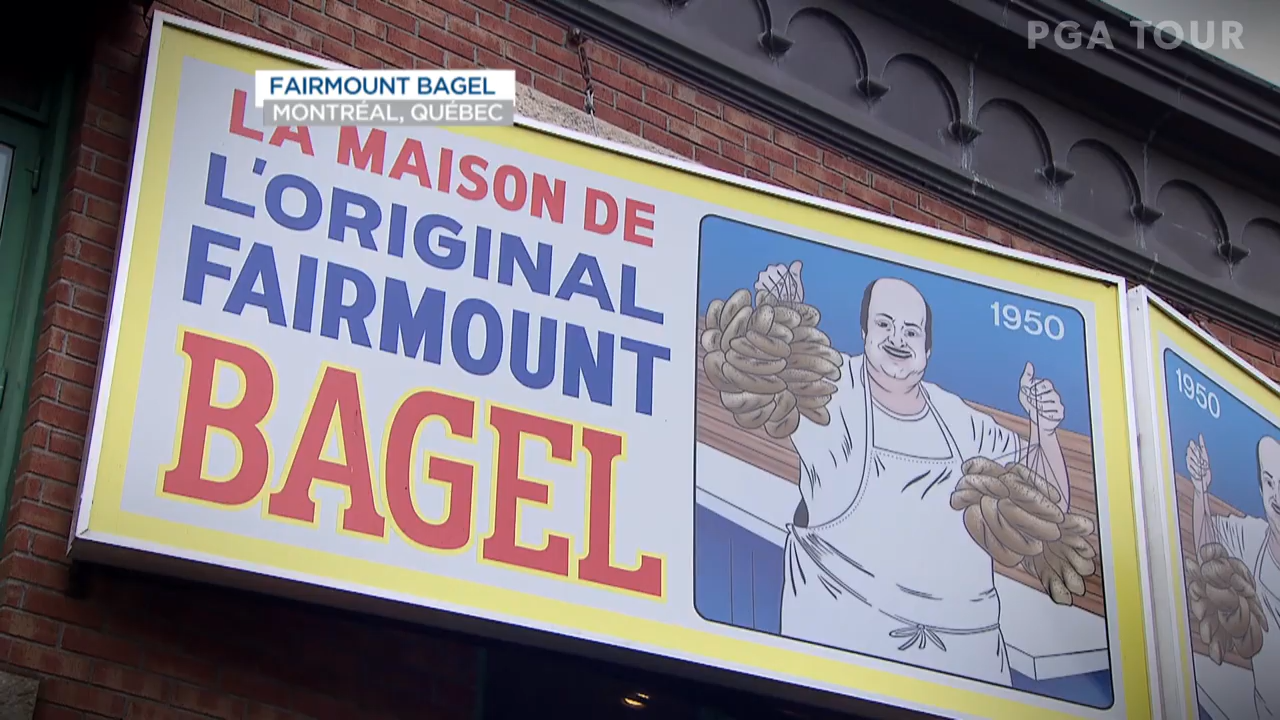 PGA TOUR
FAIRMOUNT BAGEL
MONTRÉAL, QUÉBEC
LA MAISON DE
L'ORIGINAL
FAIRMOUNT
BAGEL
1950
1950